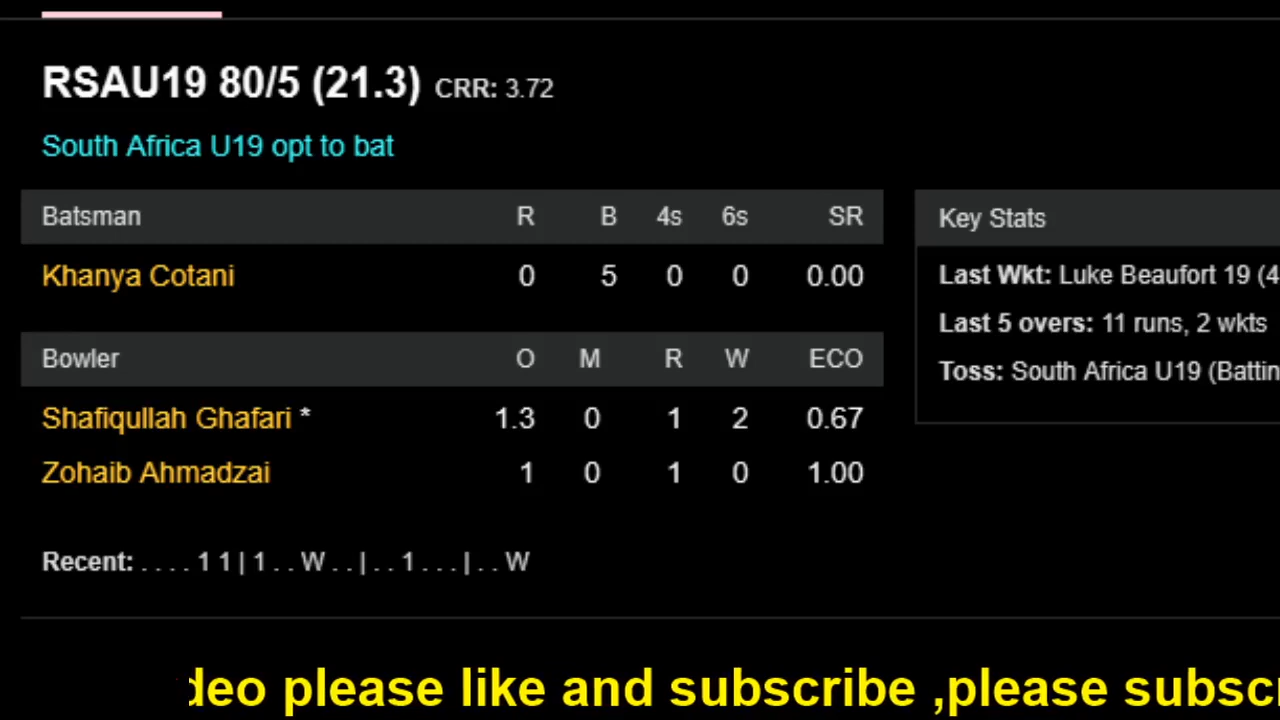 RSAU19 80/5 (21.3) CRR: 3.72
South Africa U19 opt to bat
Batsman R B 4s 6s SR
Khanya Cotani 0 5 0 0 0.00
Bowler O M R W ECO
Shafiqullah Ghafari * 1.3 0 1 2 0.67
Zohaib Ahmadzai 1 0 1 0 1.00
Recent: . . . . 1 1 | 1 . . W . . | . . 1 . . . | . . W
Key Stats
Last Wkt: Luke Beaufort 19 (4
Last 5 overs: 11 runs, 2 wkts
Toss: South Africa U19 (Battin
deo please like and subscribe ,please subsc